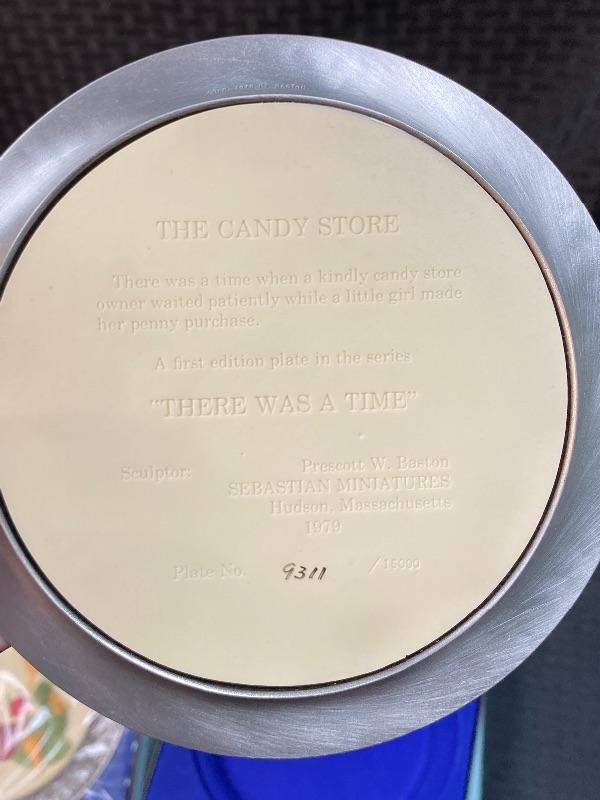 THE CANDY STORE
There was a time when a kindly candy store
owner waited patiently while a little girl made
her penny purchase.
A first edition plate in the series
"THERE WAS A TIME"
Sculptor: Prescott W. Baston
SEBASTIAN MINIATURES
Hudson, Massachusetts
1979
Plate No. 9311 /15000